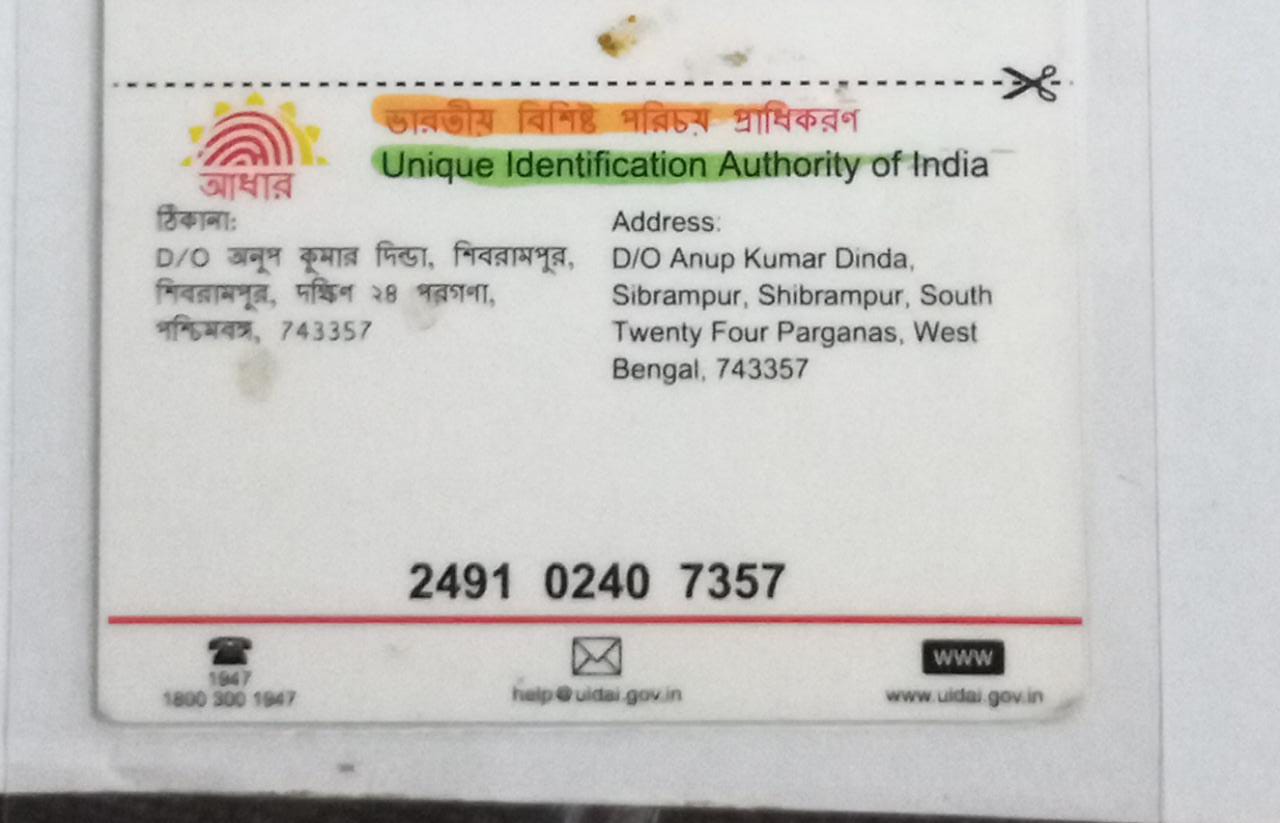 ভারতীয় বিশিষ্ট পরিচয় প্রাধিকরণ
Unique Identification Authority of India
আধার
ঠিকানা:
D/O অনূপ কুমার দিন্ডা, শিবরামপূর,
শিবরামপূর, দক্ষিণ ২৪ পরগণা,
পশ্চিমবঙ্গ, 743357
Address:
D/O Anup Kumar Dinda,
Sibrampur, Shibrampur, South
Twenty Four Parganas, West
Bengal, 743357
2491 0240 7357
1947
1800 300 1947
help@uidai.gov.in
WWW
www.uidai.gov.in